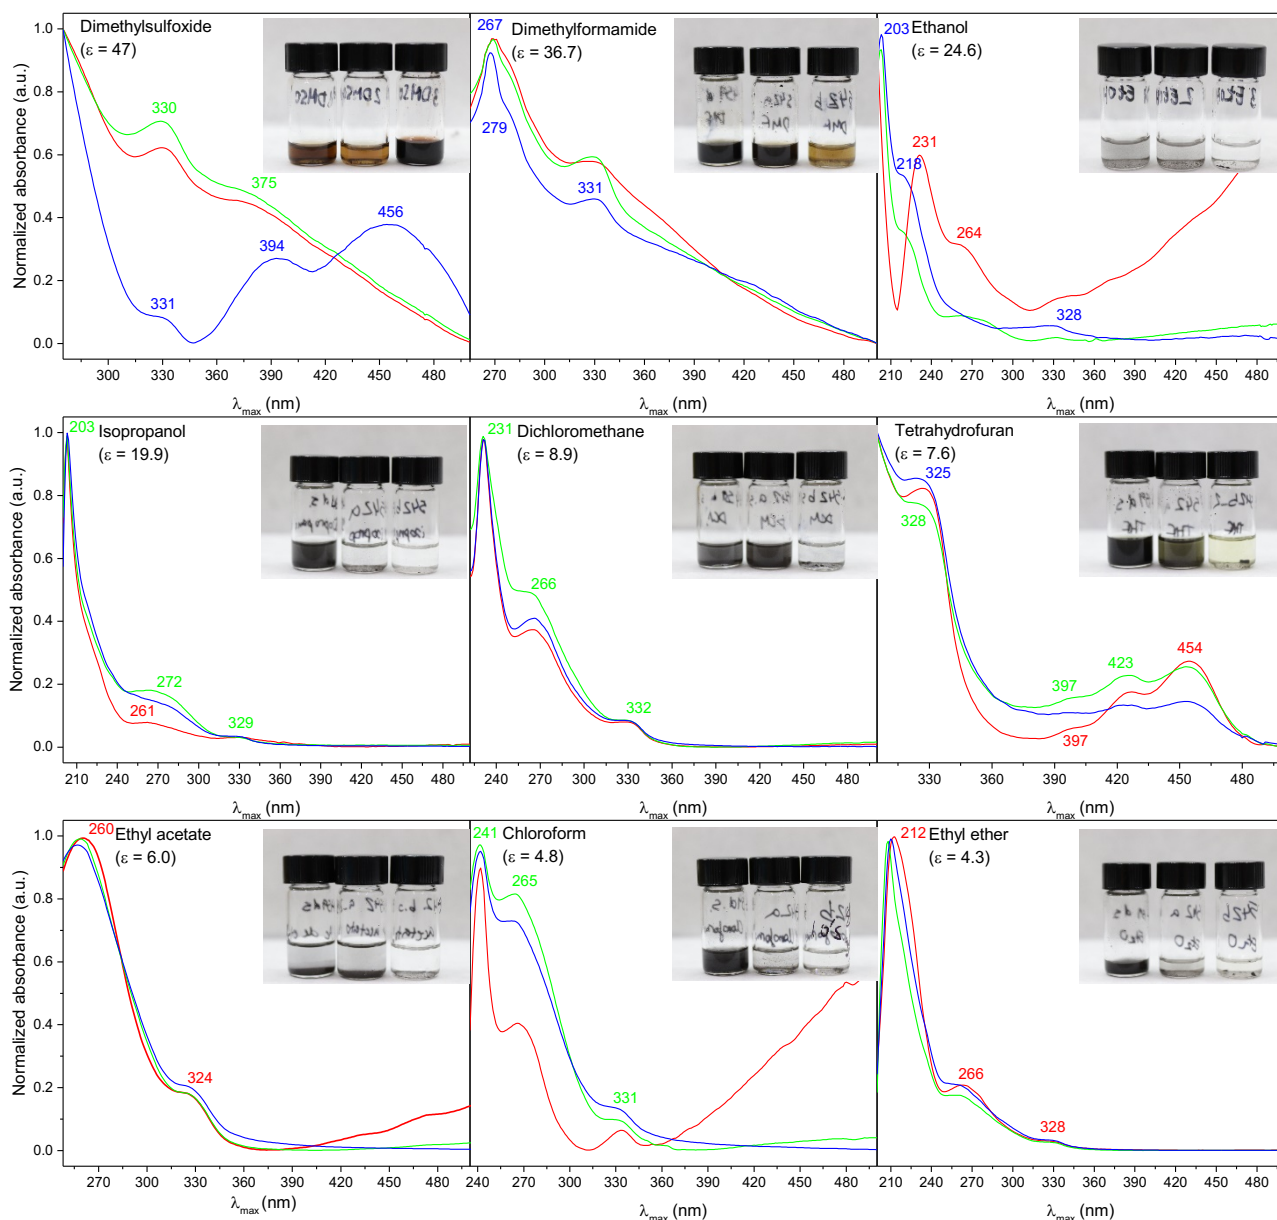 Dimethylsulfoxide
(ε = 47)
330
375
331
394
456
1.0
0.8
0.6
0.4
0.2
0.0
Normalized absorbance (a.u.)
300 330 360 390 420 450 480
λmax (nm)
Dimethylformamide
(ε = 36.7)
267
279
331
270 300 330 360 390 420 450 480
λmax (nm)
Ethanol
(ε = 24.6)
203
218
231
264
328
210 240 270 300 330 360 390 420 450 480
λmax (nm)
Isopropanol
(ε = 19.9)
203
272
261
329
1.0
0.8
0.6
0.4
0.2
0.0
Normalized absorbance (a.u.)
210 240 270 300 330 360 390 420 450 480
λmax (nm)
Dichloromethane
(ε = 8.9)
231
266
332
240 270 300 330 360 390 420 450 480
λmax (nm)
Tetrahydrofuran
(ε = 7.6)
325
328
397
423
454
397
330 360 390 420 450 480
λmax (nm)
Ethyl acetate
(ε = 6.0)
260
324
1.0
0.8
0.6
0.4
0.2
0.0
Normalized absorbance (a.u.)
270 300 330 360 390 420 450 480
λmax (nm)
Chloroform
(ε = 4.8)
241
265
331
240 270 300 330 360 390 420 450 480
λmax (nm)
Ethyl ether
(ε = 4.3)
212
266
328
210 240 270 300 330 360 390 420 450 480
λmax (nm)